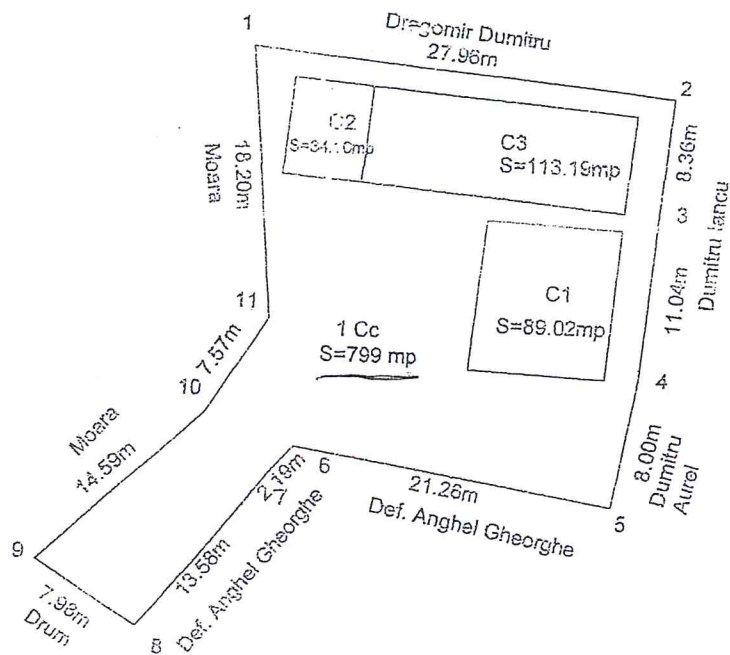 1
Dragomir Dumitru
27.96m
2
C2
S=34.10mp
C3
S=113.19mp
8.36m
3
Dumitru Iancu
18.20m
Moara
C1
S=89.02mp
11.04m
11
1 Cc
S=799 mp
4
7.57m
10
Moara
14.59m
8.00m
Dumitru
Aurel
6
2.19m
7
21.26m
Def. Anghel Gheorghe
5
9
13.58m
Def. Anghel Gheorghe
7.98m
Drum
8